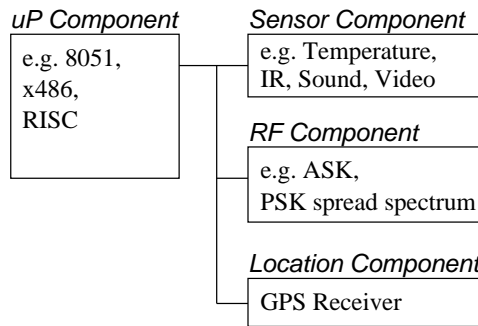 uP Component
e.g. 8051,
x486,
RISC
Sensor Component
e.g. Temperature,
IR, Sound, Video
RF Component
e.g. ASK,
PSK spread spectrum
Location Component
GPS Receiver